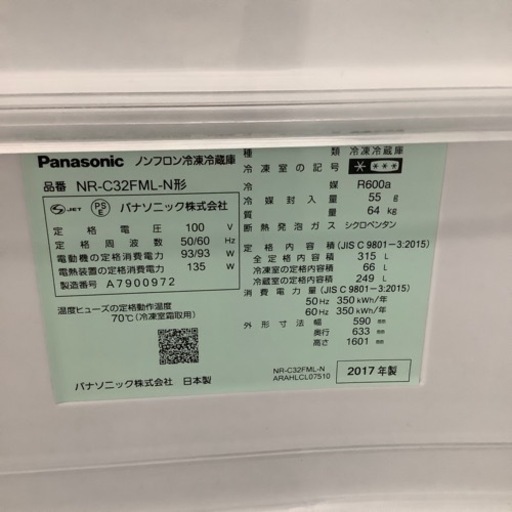 Panasonic ノンフロン冷凍冷蔵庫
品番 NR-C32FML-N形
JET PSE パナソニック株式会社
定格電圧 100 V
定格周波数 50/60 Hz
電動機の定格消費電力 93/93 W
電熱装置の定格消費電力 135 W
製造番号 A7900972
温度ヒューズの定格動作温度
70℃(冷凍室霜取用)
パナソニック株式会社 日本製
種類 冷凍冷蔵庫
冷凍室の記号
冷媒 R600a
冷媒封入量 55 g
質量 64 kg
断熱発泡ガス シクロペンタン
定格内容積 (JIS C 9801-3:2015)
全定格内容積 315 L
冷凍室の定格内容積 66 L
冷蔵室の定格内容積 249 L
消費電力量 (JIS C 9801-3:2015)
50Hz 350 kWh/年
60Hz 350 kWh/年
外形寸法 幅 590 mm
奥行 633 mm
高さ 1601 mm
NR-C32FML-N
ARAHLCL07510
2017年製